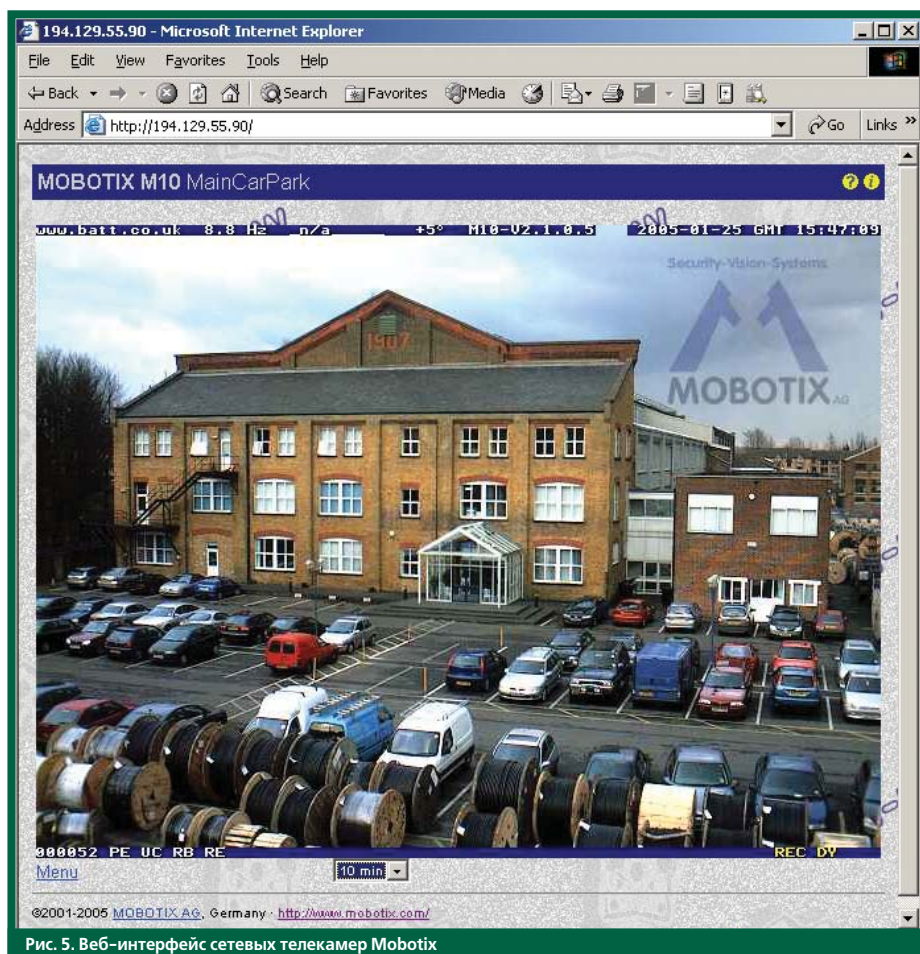 194.129.55.90 - Microsoft Internet Explorer
File Edit View Favorites Tools Help
Back Search Favorites Media
Address http://194.129.55.90/ Go Links »
MOBOTIX M10 MainCarPark ? i
www.batt.co.uk 8.8 Hz n/a +5° M10-V2.1.0.5 2005-01-25 GMT 15:47:09
Security-Vision-Systems
MOBOTIX AG
1907
000052 PE UC RB RE REC DY
Menu 10 min
©2001-2005 MOBOTIX AG, Germany · http://www.mobotix.com/
Рис. 5. Веб-интерфейс сетевых телекамер Mobotix